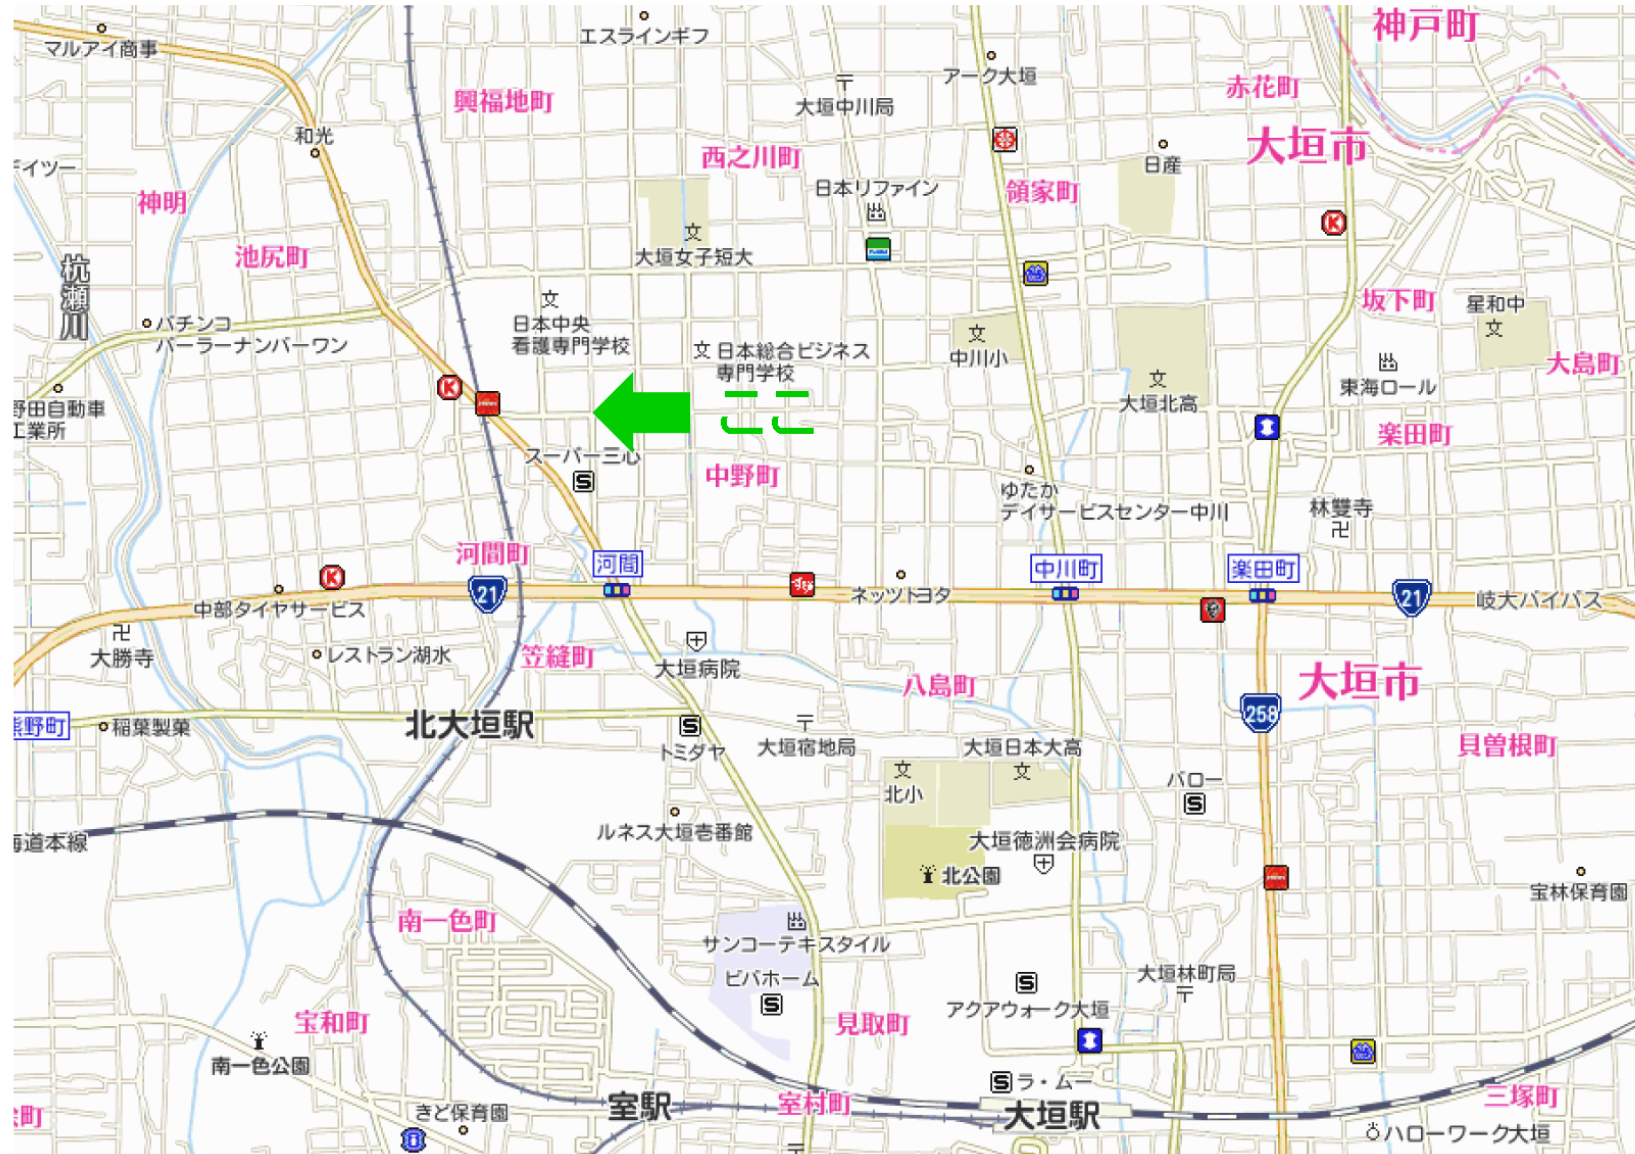 マルアイ商事
エスラインギフ
神戸町
アーク大垣
赤花町
興福地町
大垣中川局
和光
大垣市
西之川町
日産
デイツー
神明
日本リファイン
領家町
K
池尻町
大垣女子短大
杭瀬川
坂下町
星和中
パチンコ
パーラーナンバーワン
日本中央
看護専門学校
日本総合ビジネス
専門学校
中川小
東海ロール
大島町
K
野田自動車
工業所
ここ
大垣北高
楽田町
スーパー三心
S
中野町
ゆたか
デイサービスセンター中川
林雙寺
河間町
河間
中川町
楽田町
K
21
ネッツトヨタ
21
岐大バイパス
中部タイヤサービス
大勝寺
レストラン湖水
笠縫町
大垣病院
八島町
大垣市
熊野町
稲葉製菓
北大垣駅
S
トミダヤ
大垣宿地局
大垣日本大高
258
貝曽根町
北小
バロー
S
海道本線
ルネス大垣壱番館
大垣徳洲会病院
北公園
宝林保育園
南一色町
サンコーテキスタイル
ビバホーム
S
S
アクアウォーク大垣
大垣林町局
宝和町
見取町
南一色公園
S
ラ・ムー
きど保育園
室駅
室村町
大垣駅
三塚町
ハローワーク大垣
町